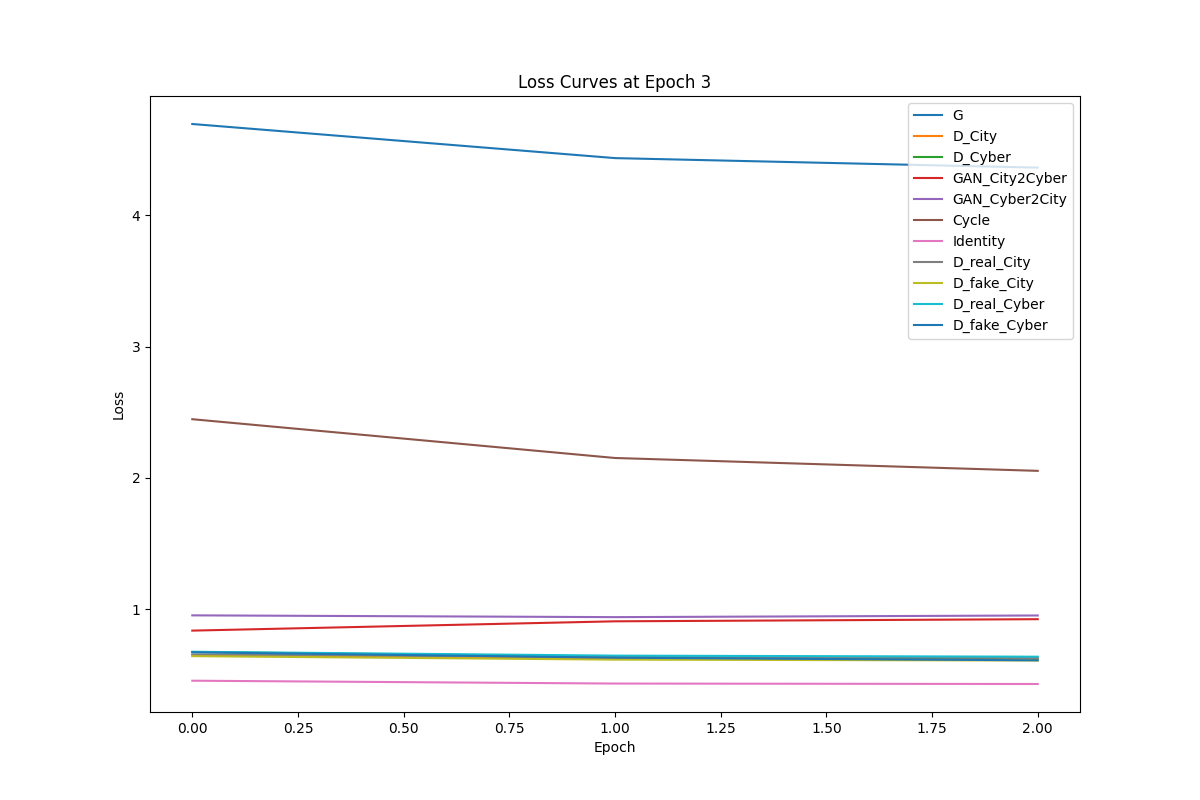 Loss Curves at Epoch 3
G
D_City
D_Cyber
GAN_City2Cyber
GAN_Cyber2City
Cycle
Identity
D_real_City
D_fake_City
D_real_Cyber
D_fake_Cyber
4
3
2
1
Loss
0.00 0.25 0.50 0.75 1.00 1.25 1.50 1.75 2.00
Epoch